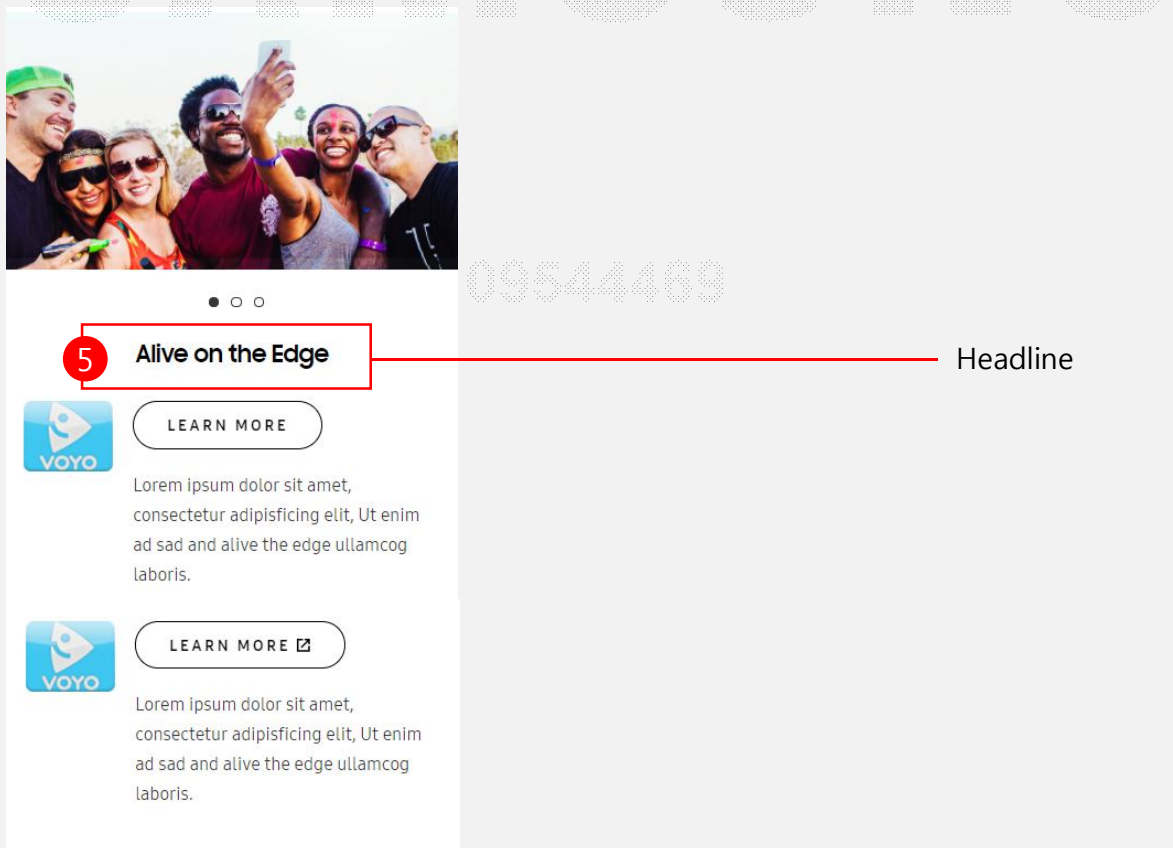 09544469
5
Alive on the Edge
Headline
VOYO
LEARN MORE
Lorem ipsum dolor sit amet,
consectetur adipisficing elit, Ut enim
ad sad and alive the edge ullamcog
laboris.
VOYO
LEARN MORE
Lorem ipsum dolor sit amet,
consectetur adipisficing elit, Ut enim
ad sad and alive the edge ullamcog
laboris.